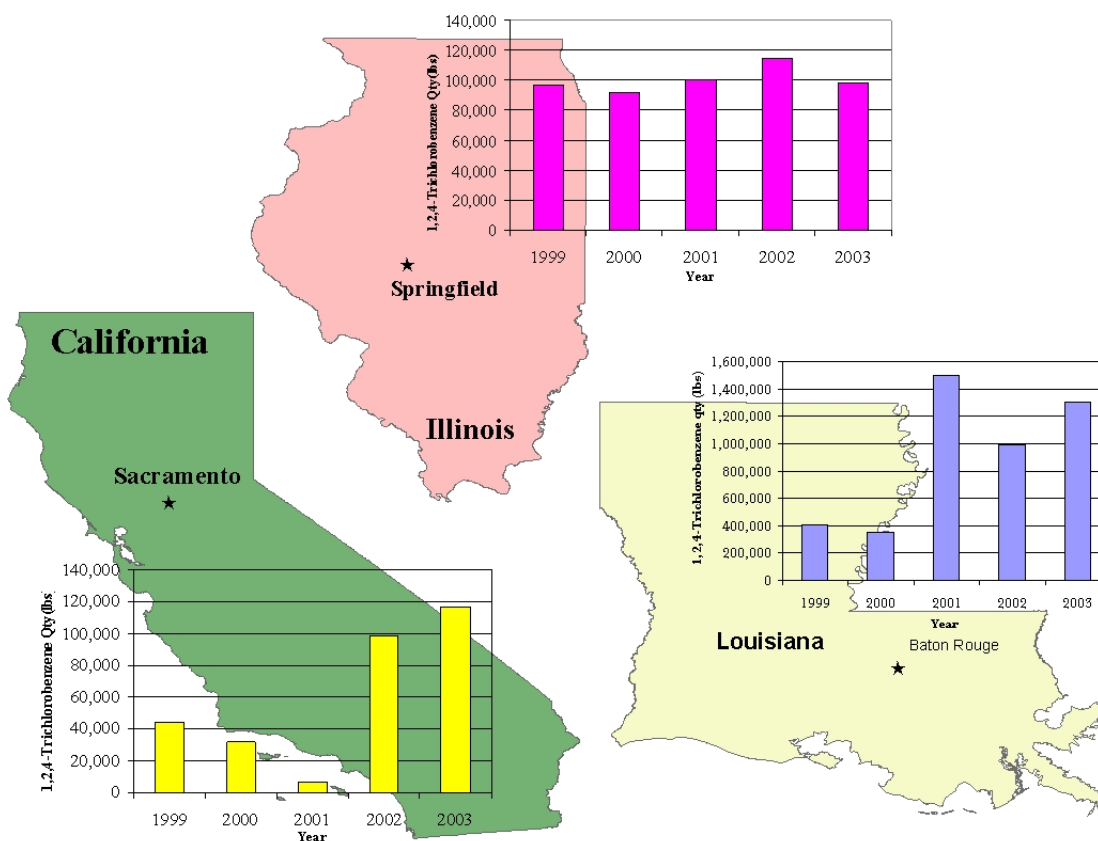 140,000
120,000
100,000
80,000
60,000
40,000
20,000
0
1,2,4-Trichlorobenzene Qty (lbs)
1999 2000 2001 2002 2003
Year
Springfield
Illinois
California
Sacramento
140,000
120,000
100,000
80,000
60,000
40,000
20,000
0
1,2,4-Trichlorobenzene Qty (lbs)
1999 2000 2001 2002 2003
Year
1,600,000
1,400,000
1,200,000
1,000,000
800,000
600,000
400,000
200,000
0
1,2,4-Trichlorobenzene qty (lbs)
1999 2000 2001 2002 2003
Year
Louisiana
Baton Rouge